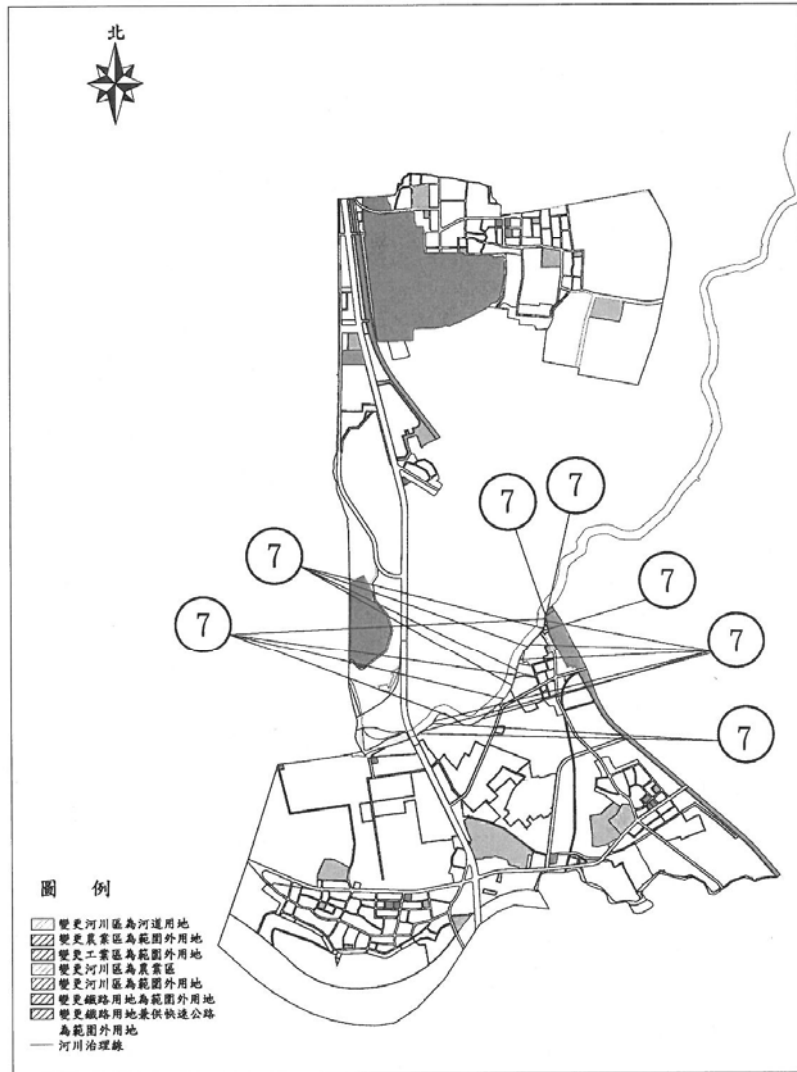 北
7
7
7
7
7
7
7
圖 例
變更河川區為河道用地
變更農業區為範圍外用地
變更工業區為範圍外用地
變更河川區為農業區
變更河川區為範圍外用地
變更鐵路用地為範圍外用地
變更鐵路用地兼供快速公路
為範圍外用地
河川治理線